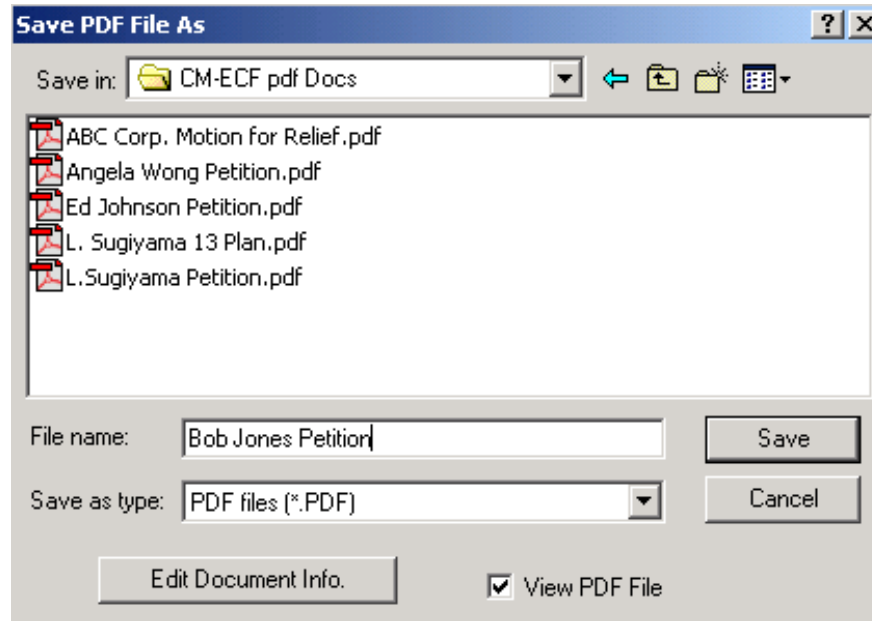 Save PDF File As
Save in: CM-ECF pdf Docs
ABC Corp. Motion for Relief.pdf
Angela Wong Petition.pdf
Ed Johnson Petition.pdf
L. Sugiyama 13 Plan.pdf
L.Sugiyama Petition.pdf
File name: Bob Jones Petition Save
Save as type: PDF files (*.PDF) Cancel
Edit Document Info. View PDF File